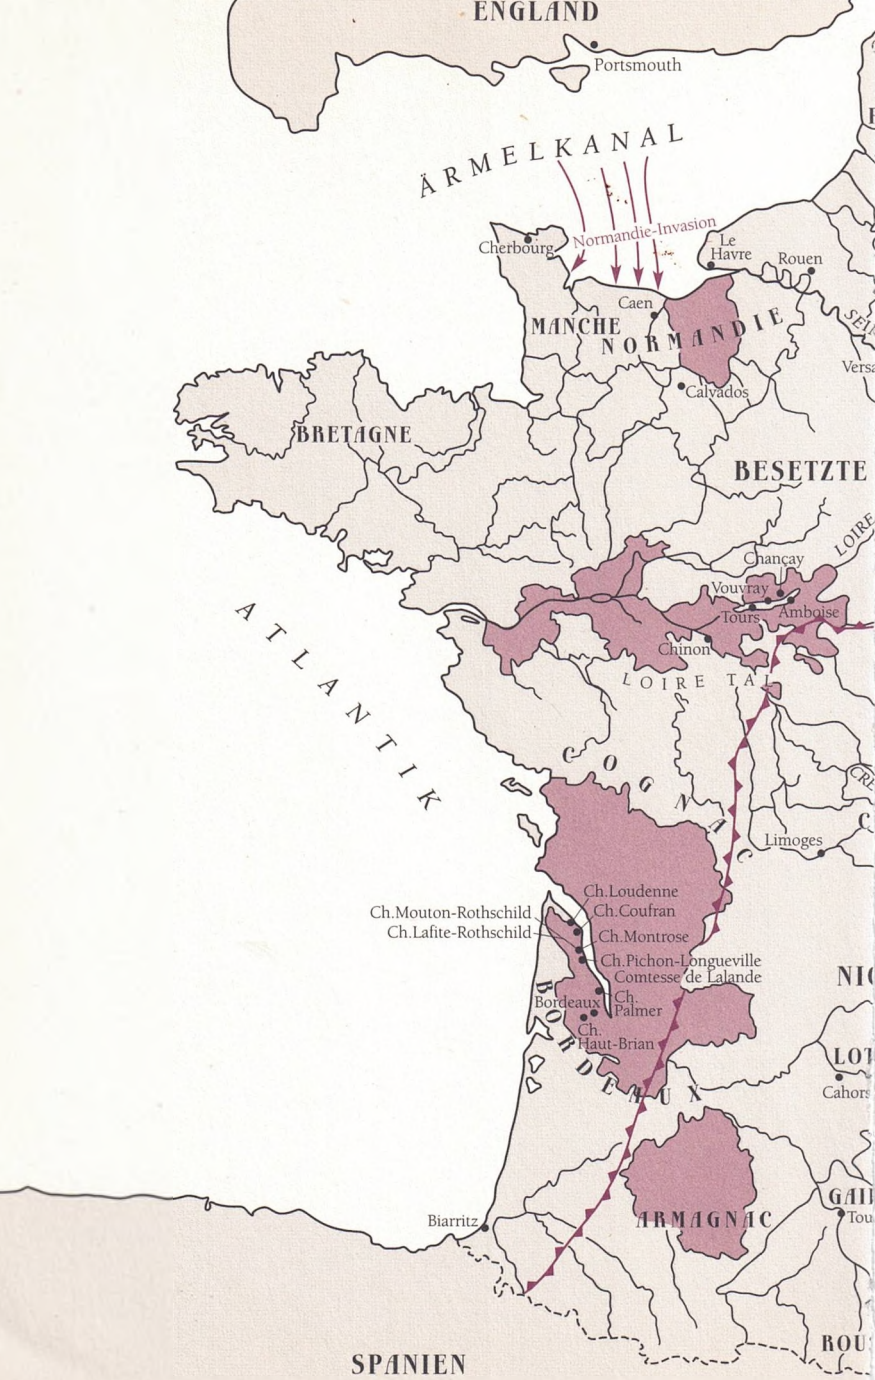 ENGLAND
Portsmouth
ÄRMELKANAL
Normandie-Invasion
Cherbourg
Le
Havre
Rouen
Caen
MANCHE
NORMANDIE
Calvados
BRETAGNE
BESETZTE
LOIRE
Chançay
Vouvray
Tours
Amboise
Chinon
LOIRE TAL
ATLANTIK
COGNAC
Limoges
Ch.Loudenne
Ch.Mouton-Rothschild
Ch.Coufran
Ch.Lafite-Rothschild
Ch.Montrose
Ch.Pichon-Longueville
Comtesse de Lalande
Bordeaux
Ch.
Palmer
Ch.
Haut-Brian
BORDEAUX
Cahors
ARMAGNAC
Biarritz
SPANIEN